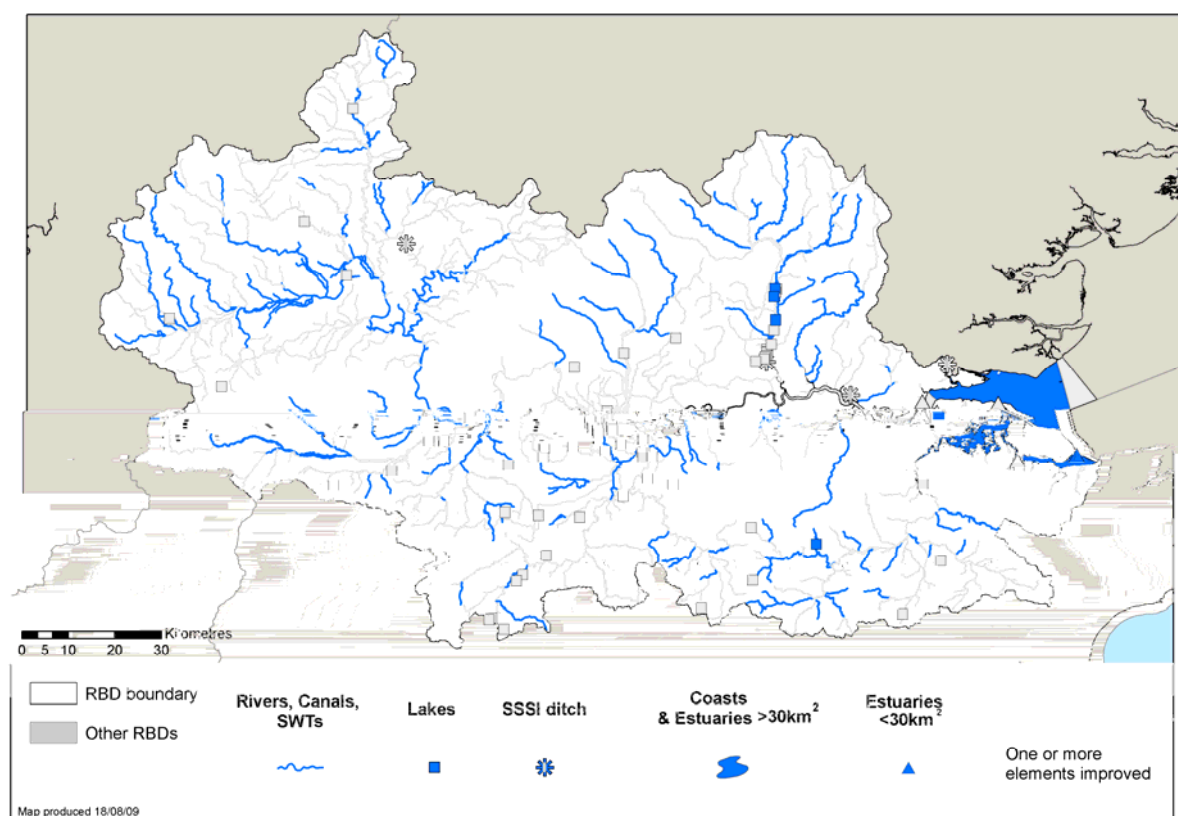 Kilometres
0 5 10 20 30
RBD boundary
Other RBDs
Rivers, Canals,
SWTs
Lakes
SSSI ditch
Coasts
& Estuaries >30km²
Estuaries
<30km²
One or more
elements improved
Map produced 18/08/09